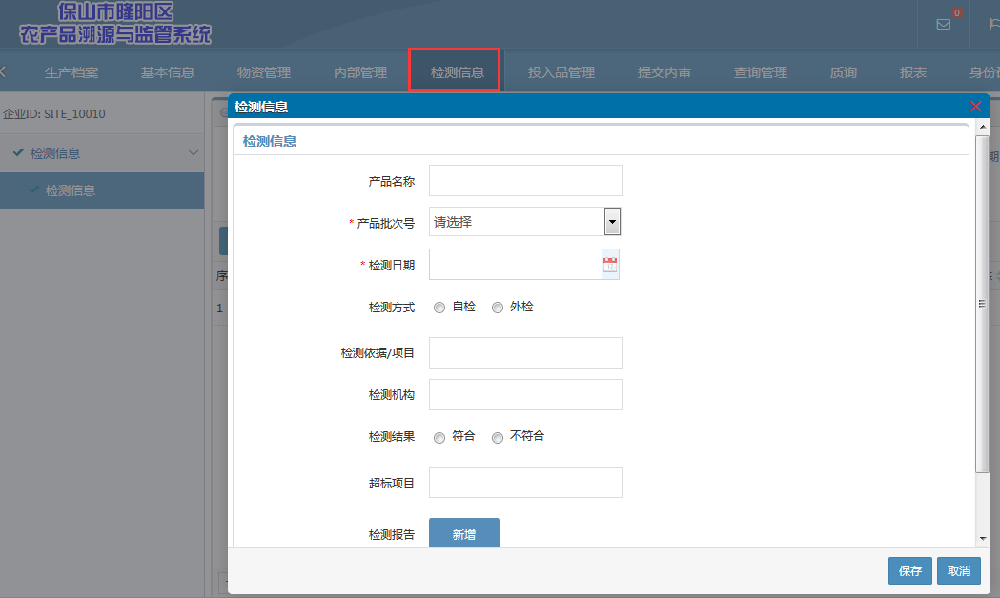 保山市隆阳区
农产品溯源与监管系统
0
生产档案
基本信息
物资管理
内部管理
检测信息
投入品管理
提交内审
查询管理
质询
报表
企业ID: SITE_10010
检测信息
检测信息
序
1
检测信息
检测信息
产品名称
* 产品批次号 请选择
* 检测日期
检测方式 自检 外检
检测依据/项目
检测机构
检测结果 符合 不符合
超标项目
检测报告 新增
保存 取消